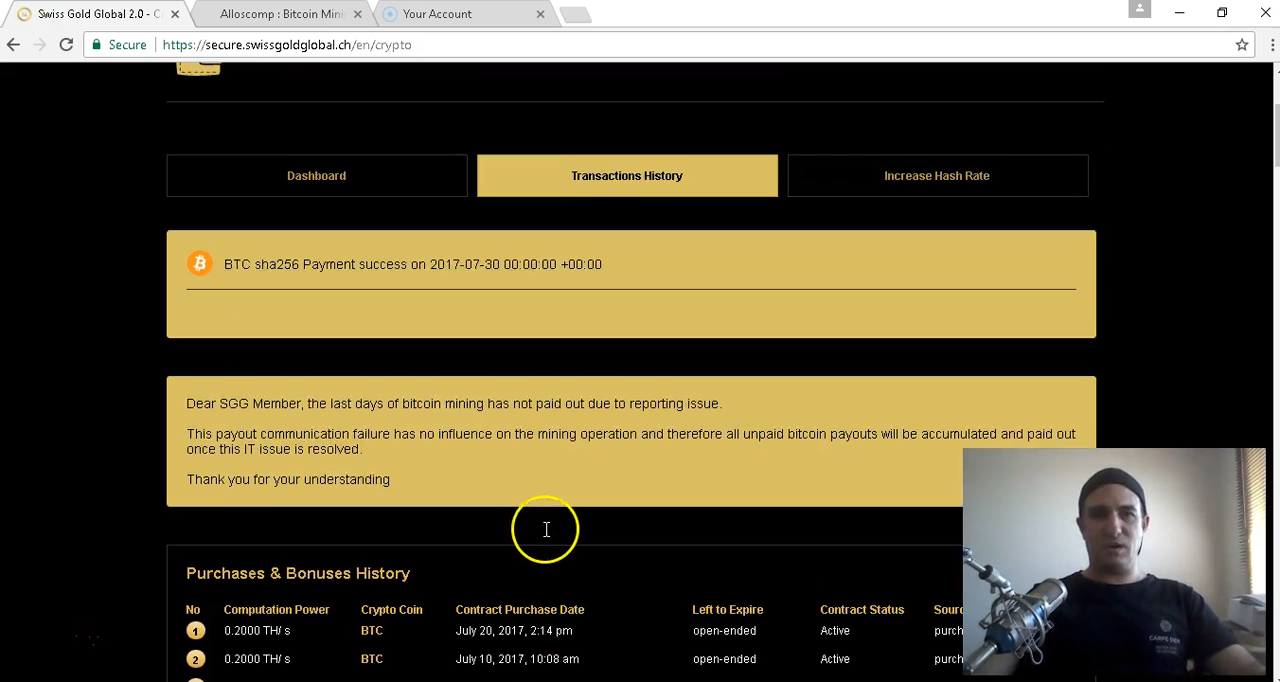 Swiss Gold Global 2.0 - C
Alloscomp : Bitcoin Mini
Your Account
Secure
https://secure.swissgoldglobal.ch/en/crypto
Dashboard
Transactions History
Increase Hash Rate
BTC sha256 Payment success on 2017-07-30 00:00:00 +00:00
Dear SGG Member, the last days of bitcoin mining has not paid out due to reporting issue.
This payout communication failure has no influence on the mining operation and therefore all unpaid bitcoin payouts will be accumulated and paid out
once this IT issue is resolved.
Thank you for your understanding
Purchases & Bonuses History
No Computation Power Crypto Coin Contract Purchase Date Left to Expire Contract Status Sour
1 0.2000 TH/ s BTC July 20, 2017, 2:14 pm open-ended Active purch
2 0.2000 TH/ s BTC July 10, 2017, 10:08 am open-ended Active purch